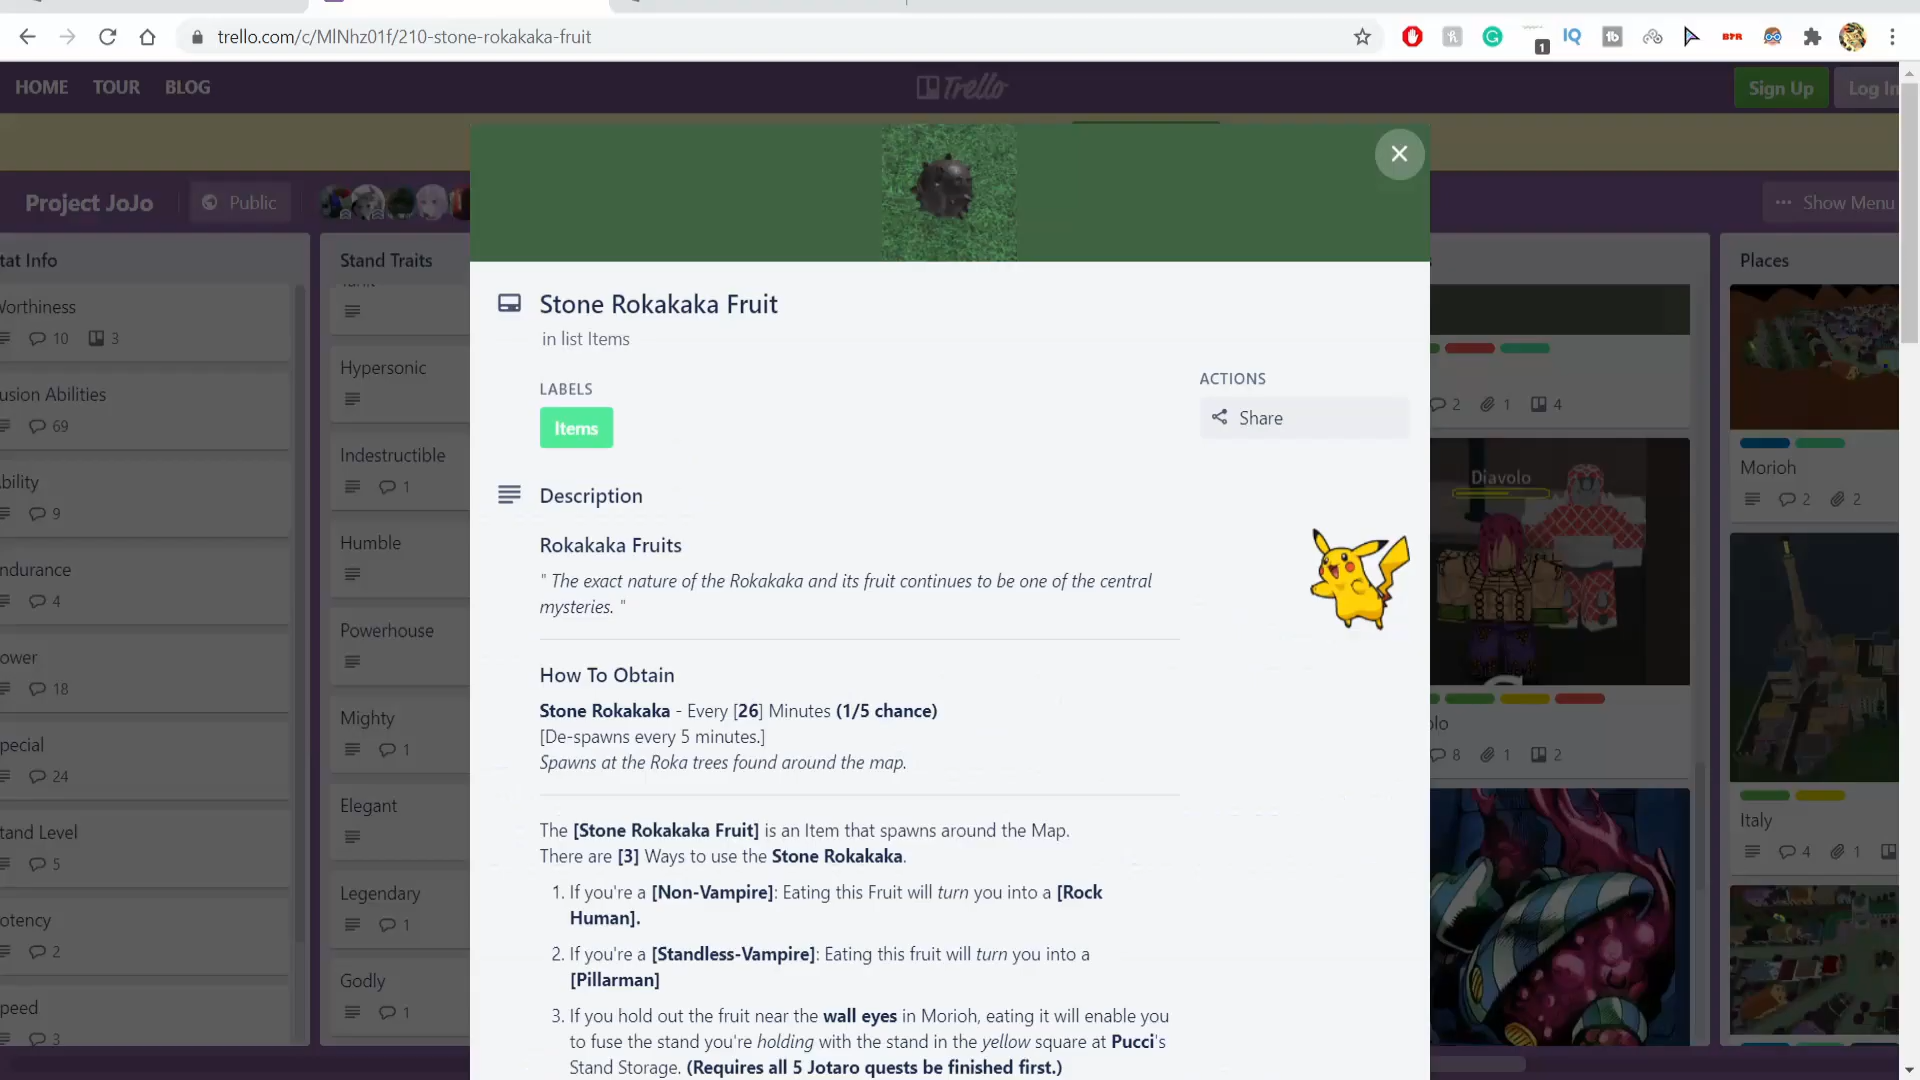 trello.com/c/MlNhz01f/210-stone-rokakaka-fruit
1
IQ
tb
BTR
HOME TOUR BLOG
Trello
Sign Up Log In
Project JoJo Public
Show Menu
tat Info
Worthiness
10 3
usion Abilities
69
bility
9
ndurance
4
ower
18
pecial
24
tand Level
5
otency
2
peed
3
Stand Traits
Hypersonic
Indestructible
1
Humble
Powerhouse
Mighty
1
Elegant
Legendary
1
Godly
1
Stone Rokakaka Fruit
in list Items
LABELS
Items
ACTIONS
Share
Description
Rokakaka Fruits
" The exact nature of the Rokakaka and its fruit continues to be one of the central
mysteries. "
How To Obtain
Stone Rokakaka - Every [26] Minutes (1/5 chance)
[De-spawns every 5 minutes.]
Spawns at the Roka trees found around the map.
The [Stone Rokakaka Fruit] is an Item that spawns around the Map.
There are [3] Ways to use the Stone Rokakaka.
1. If you're a [Non-Vampire]: Eating this Fruit will turn you into a [Rock
Human].
2. If you're a [Standless-Vampire]: Eating this fruit will turn you into a
[Pillarman]
3. If you hold out the fruit near the wall eyes in Morioh, eating it will enable you
to fuse the stand you're holding with the stand in the yellow square at Pucci's
Stand Storage. (Requires all 5 Jotaro quests be finished first.)
2 1 4
Diavolo
olo
8 1 2
Places
Morioh
2 2
Italy
4 1